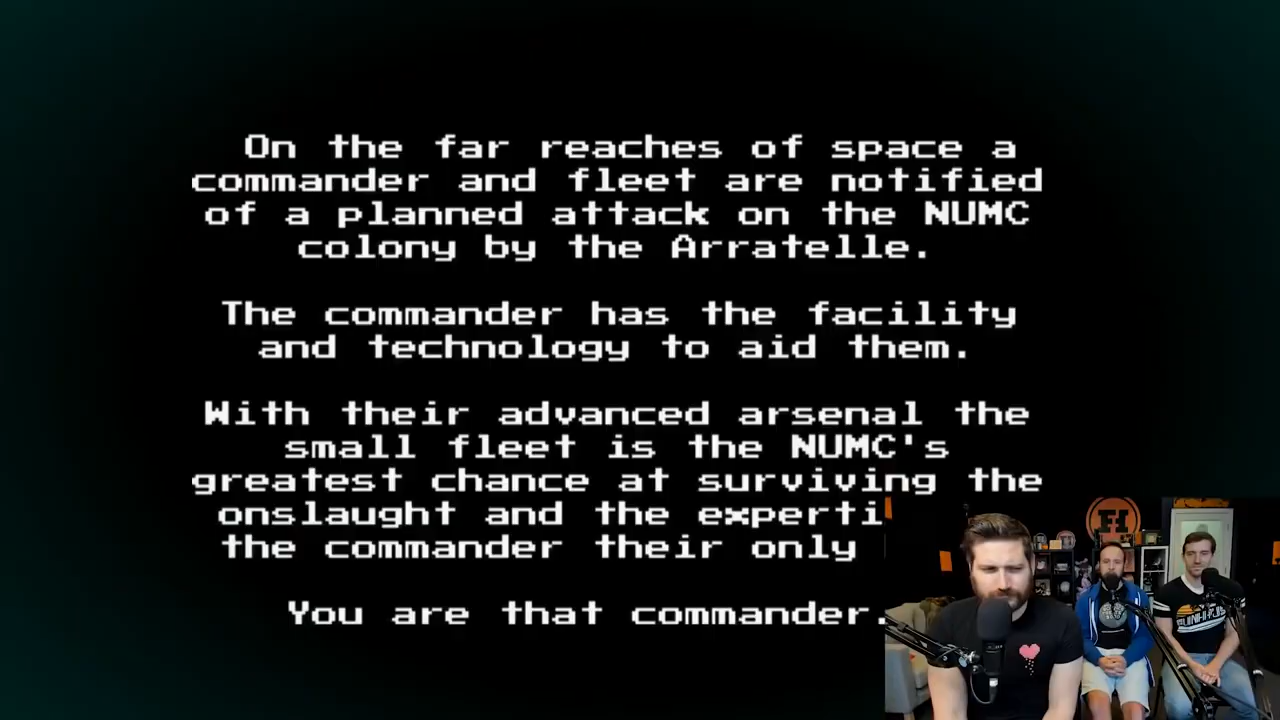 On the far reaches of space a
commander and fleet are notified
of a planned attack on the NUMC
colony by the Arratelle.
The commander has the facility
and technology to aid them.
With their advanced arsenal the
small fleet is the NUMC's
greatest chance at surviving the
onslaught and the experti
the commander their only
You are that commander.